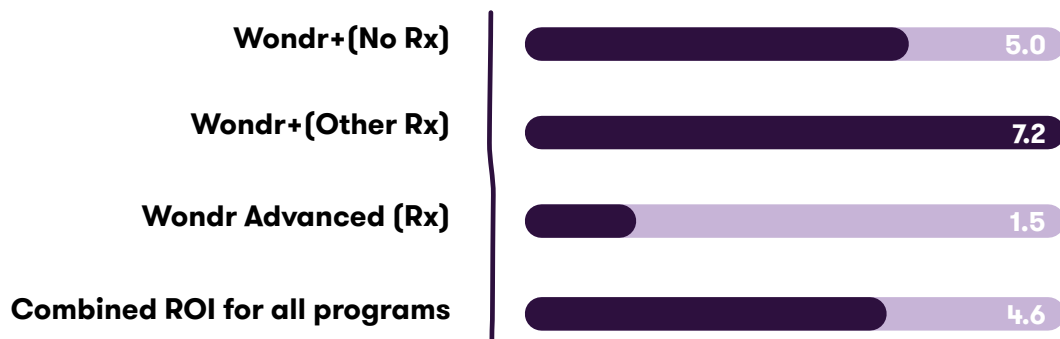 Wondr+(No Rx) 5.0
Wondr+(Other Rx) 7.2
Wondr Advanced (Rx) 1.5
Combined ROI for all programs 4.6